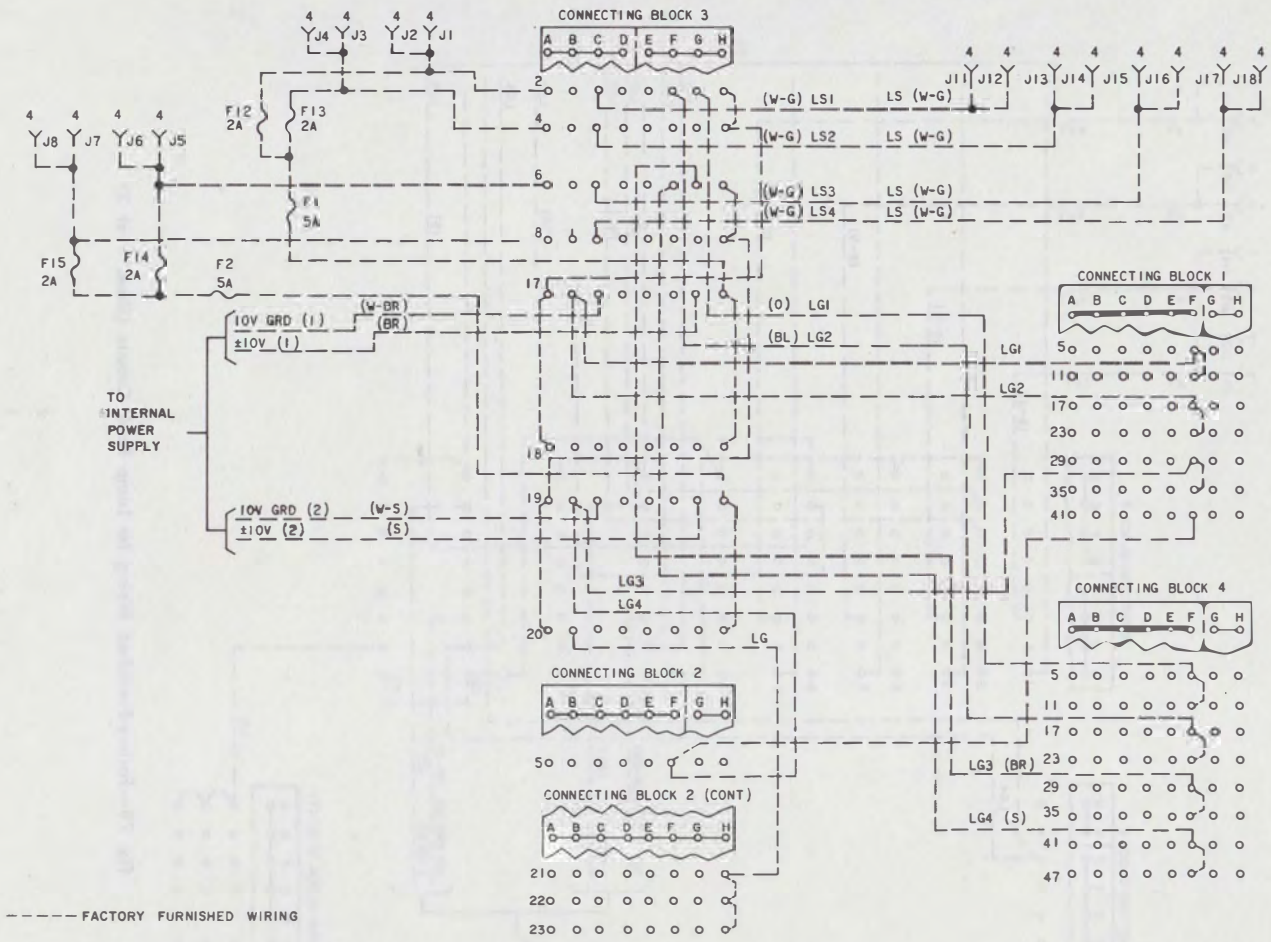 4 4 4 4
J4 J3 J2 J1
CONNECTING BLOCK 3
A B C D E F G H
2
4
6
8
17
18
19
20
4 4 4 4 4 4 4 4
J11 J12 J13 J14 J15 J16 J17 J18
(W-G) LS1 LS (W-G)
(W-G) LS2 LS (W-G)
(W-G) LS3 LS (W-G)
(W-G) LS4 LS (W-G)
F12
2A
F13
2A
4 4 4 4
J8 J7 J6 J5
F1
5A
F15
2A
F14
2A
F2
5A
10V GRD (1) (W-BR)
±10V (1) (BR)
TO
INTERNAL
POWER
SUPPLY
10V GRD (2) (W-S)
±10V (2) (S)
(O) LG1
(BL) LG2
LG1
LG2
LG3
LG4
LG
CONNECTING BLOCK 1
A B C D E F G H
5
11
17
23
29
35
41
CONNECTING BLOCK 4
A B C D E F G H
5
11
17
23
LG3 (BR)
29
35
LG4 (S)
41
47
CONNECTING BLOCK 2
A B C D E F G H
5
CONNECTING BLOCK 2 (CONT)
A B C D E F G H
21
22
23
----- FACTORY FURNISHED WIRING